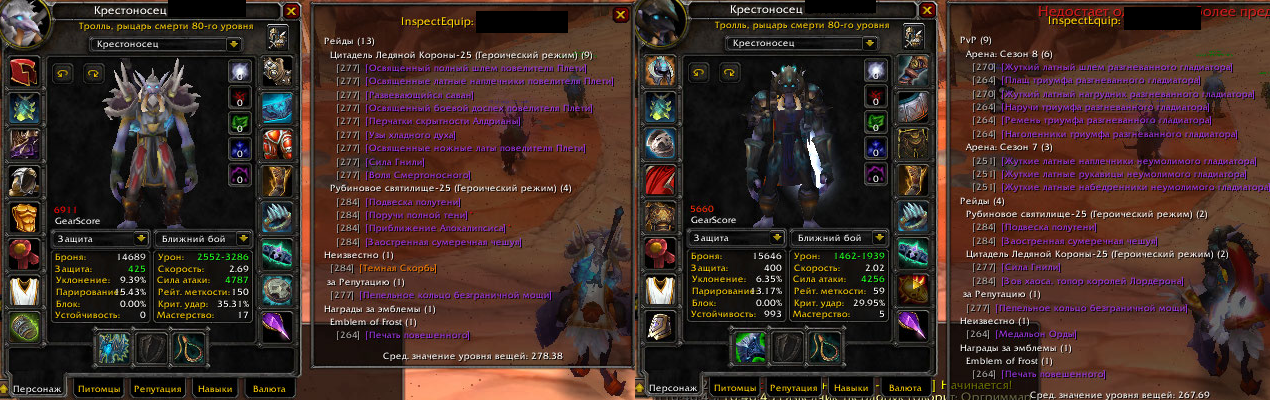 Крестоносец
Тролль, рыцарь смерти 80-го уровня
Крестоносец
0
0
0
0
0
6911
GearScore
Защита
Ближний бой
Броня: 14689
Защита: 425
Уклонение: 9.39%
Парирование 15.43%
Блок: 0.00%
Устойчивость: 0
Урон: 2552-3286
Скорость: 2.69
Сила атаки: 4787
Рейт. меткости: 150
Крит. удар: 35.31%
Мастерство: 17
Персонаж
Питомцы
Репутация
Навыки
Валюта
InspectEquip:
Рейды (13)
Цитадель Ледяной Короны-25 (Героический режим) (9)
[277] [Освященный полный шлем повелителя Плети]
[277] [Освященные латные наплечники повелителя Плети]
[277] [Развевающийся саван]
[277] [Освященный боевой доспех повелителя Плети]
[277] [Перчатки скрытности Алдрианы]
[277] [Узы хладного духа]
[277] [Освященные ножные латы повелителя Плети]
[277] [Сила Гнили]
[277] [Воля Смертоносного]
Рубиновое святилище-25 (Героический режим) (4)
[284] [Подвеска полутени]
[284] [Поручи полной тени]
[284] [Приближение Апокалипсиса]
[284] [Заостренная сумеречная чешуя]
Неизвестно (1)
[284] [Темная Скорбь]
за Репутацию (1)
[277] [Пепельное кольцо безграничной мощи]
Награды за эмблемы (1)
Emblem of Frost (1)
[264] [Печать повешенного]
Сред. значение уровня вещей: 278.38
Крестоносец
Тролль, рыцарь смерти 80-го уровня
Крестоносец
0
0
0
0
0
5660
GearScore
Защита
Ближний бой
Броня: 15646
Защита: 400
Уклонение: 6.35%
Парирование 13.17%
Блок: 0.00%
Устойчивость: 993
Урон: 1462-1939
Скорость: 2.02
Сила атаки: 4256
Рейт. меткости: 59
Крит. удар: 29.95%
Мастерство: 5
Персонаж
Питомцы
Репутация
Навыки
Валюта
Недостает
более
InspectEquip:
PvP (9)
Арена: Сезон 8 (6)
[270] [Жуткий латный шлем разгневанного гладиатора]
[264] [Плащ триумфа разгневанного гладиатора]
[270] [Жуткий латный нагрудник разгневанного гладиатора]
[264] [Наручи триумфа разгневанного гладиатора]
[264] [Ремень триумфа разгневанного гладиатора]
[264] [Наголенники триумфа разгневанного гладиатора]
Арена: Сезон 7 (3)
[251] [Жуткие латные наплечники неумолимого гладиатора]
[251] [Жуткие латные рукавицы неумолимого гладиатора]
[251] [Жуткие латные набедренники неумолимого гладиатора]
Рейды (4)
Рубиновое святилище-25 (Героический режим) (2)
[284] [Подвеска полутени]
[284] [Заостренная сумеречная чешуя]
Цитадель Ледяной Короны-25 (Героический режим) (2)
[277] [Сила Гнили]
[284] [Зов хаоса, топор королей Лордерона]
за Репутацию (1)
[277] [Пепельное кольцо безграничной мощи]
Неизвестно (1)
[264] [Медальон Орды]
Награды за эмблемы (1)
Emblem of Frost (1)
[264] [Печать повешенного]
Начинается!
Сред. значение уровня вещей: 267.69